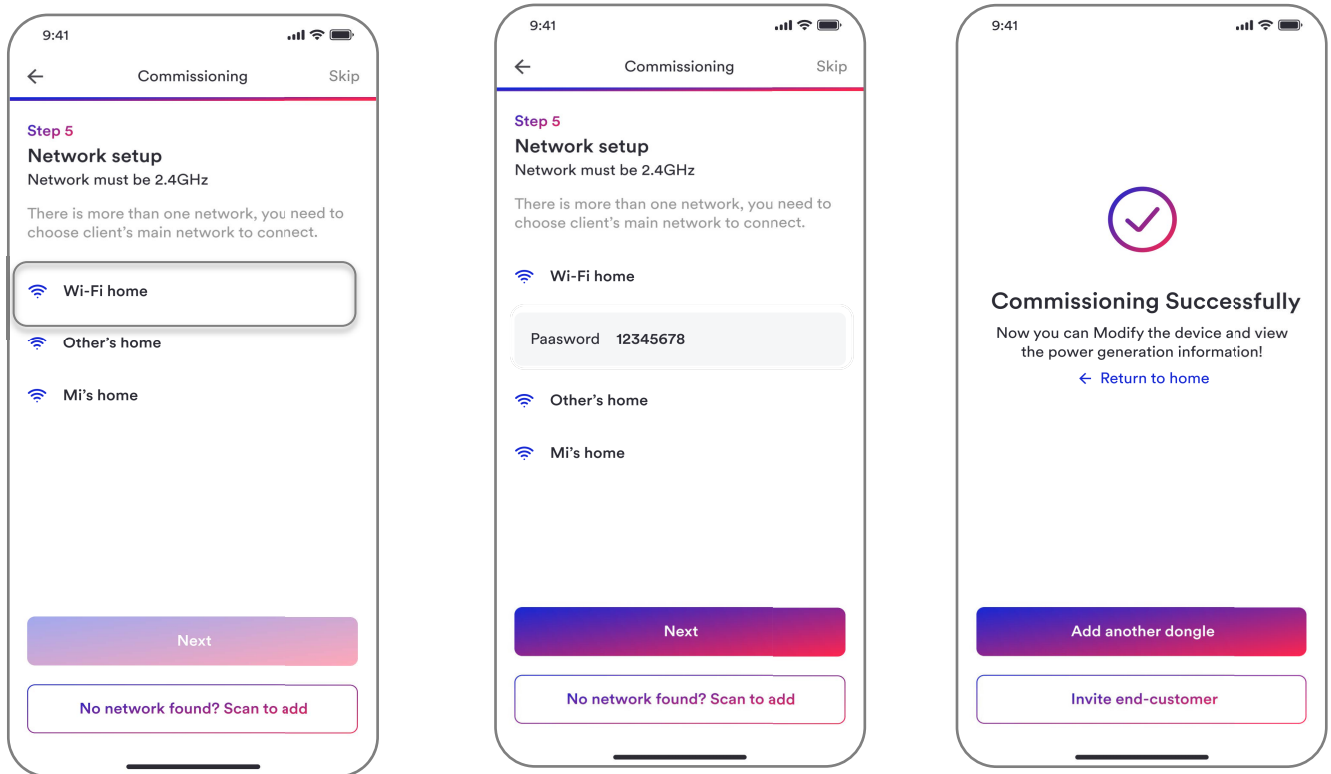 9:41
Commissioning
Skip
Step 5
Network setup
Network must be 2.4GHz
There is more than one network, you need to
choose client's main network to connect.
Wi-Fi home
Other's home
Mi's home
Next
No network found? Scan to add
9:41
Commissioning
Skip
Step 5
Network setup
Network must be 2.4GHz
There is more than one network, you need to
choose client's main network to connect.
Wi-Fi home
Paasword 12345678
Other's home
Mi's home
Next
No network found? Scan to add
9:41
Commissioning Successfully
Now you can Modify the device and view
the power generation information!
Return to home
Add another dongle
Invite end-customer